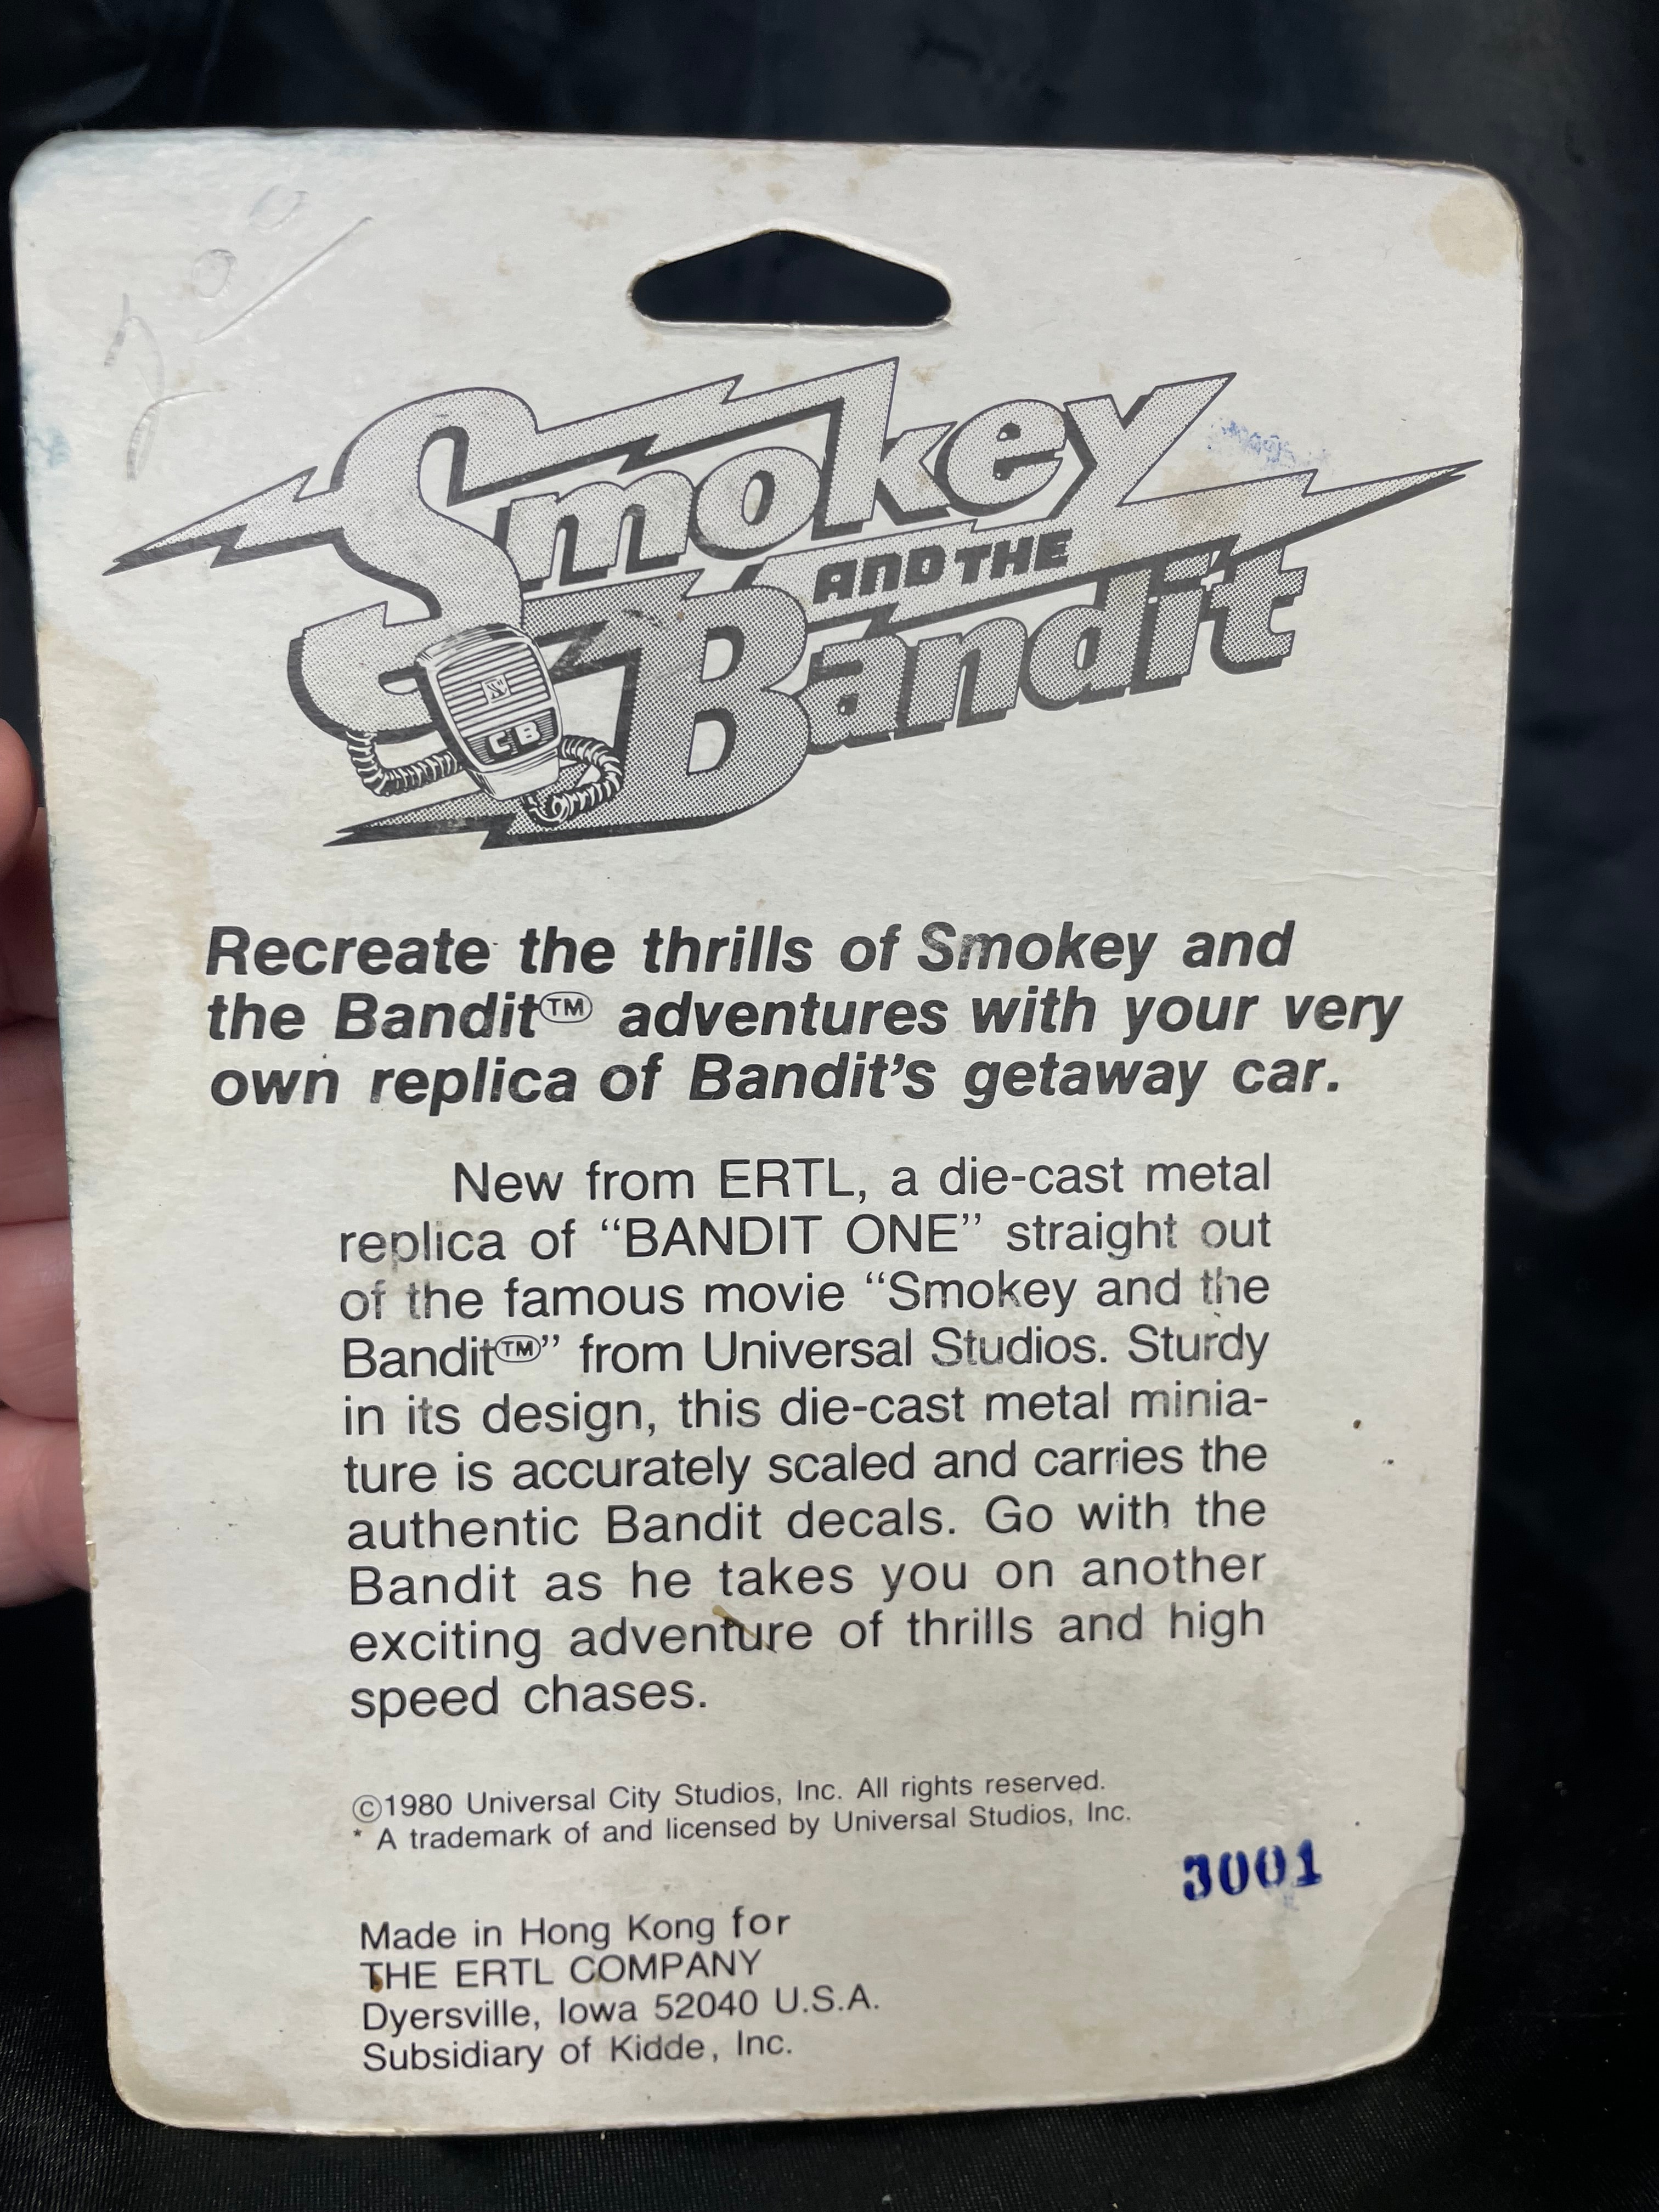 200
Smokey
AND THE
Bandit
CB
Recreate the thrills of Smokey and
the Bandit™ adventures with your very
own replica of Bandit's getaway car.
New from ERTL, a die-cast metal
replica of “BANDIT ONE” straight out
of the famous movie “Smokey and the
Bandit™” from Universal Studios. Sturdy
in its design, this die-cast metal minia-
ture is accurately scaled and carries the
authentic Bandit decals. Go with the
Bandit as he takes you on another
exciting adventure of thrills and high
speed chases.
©1980 Universal City Studios, Inc. All rights reserved.
* A trademark of and licensed by Universal Studios, Inc.
3001
Made in Hong Kong for
THE ERTL COMPANY
Dyersville, Iowa 52040 U.S.A.
Subsidiary of Kidde, Inc.